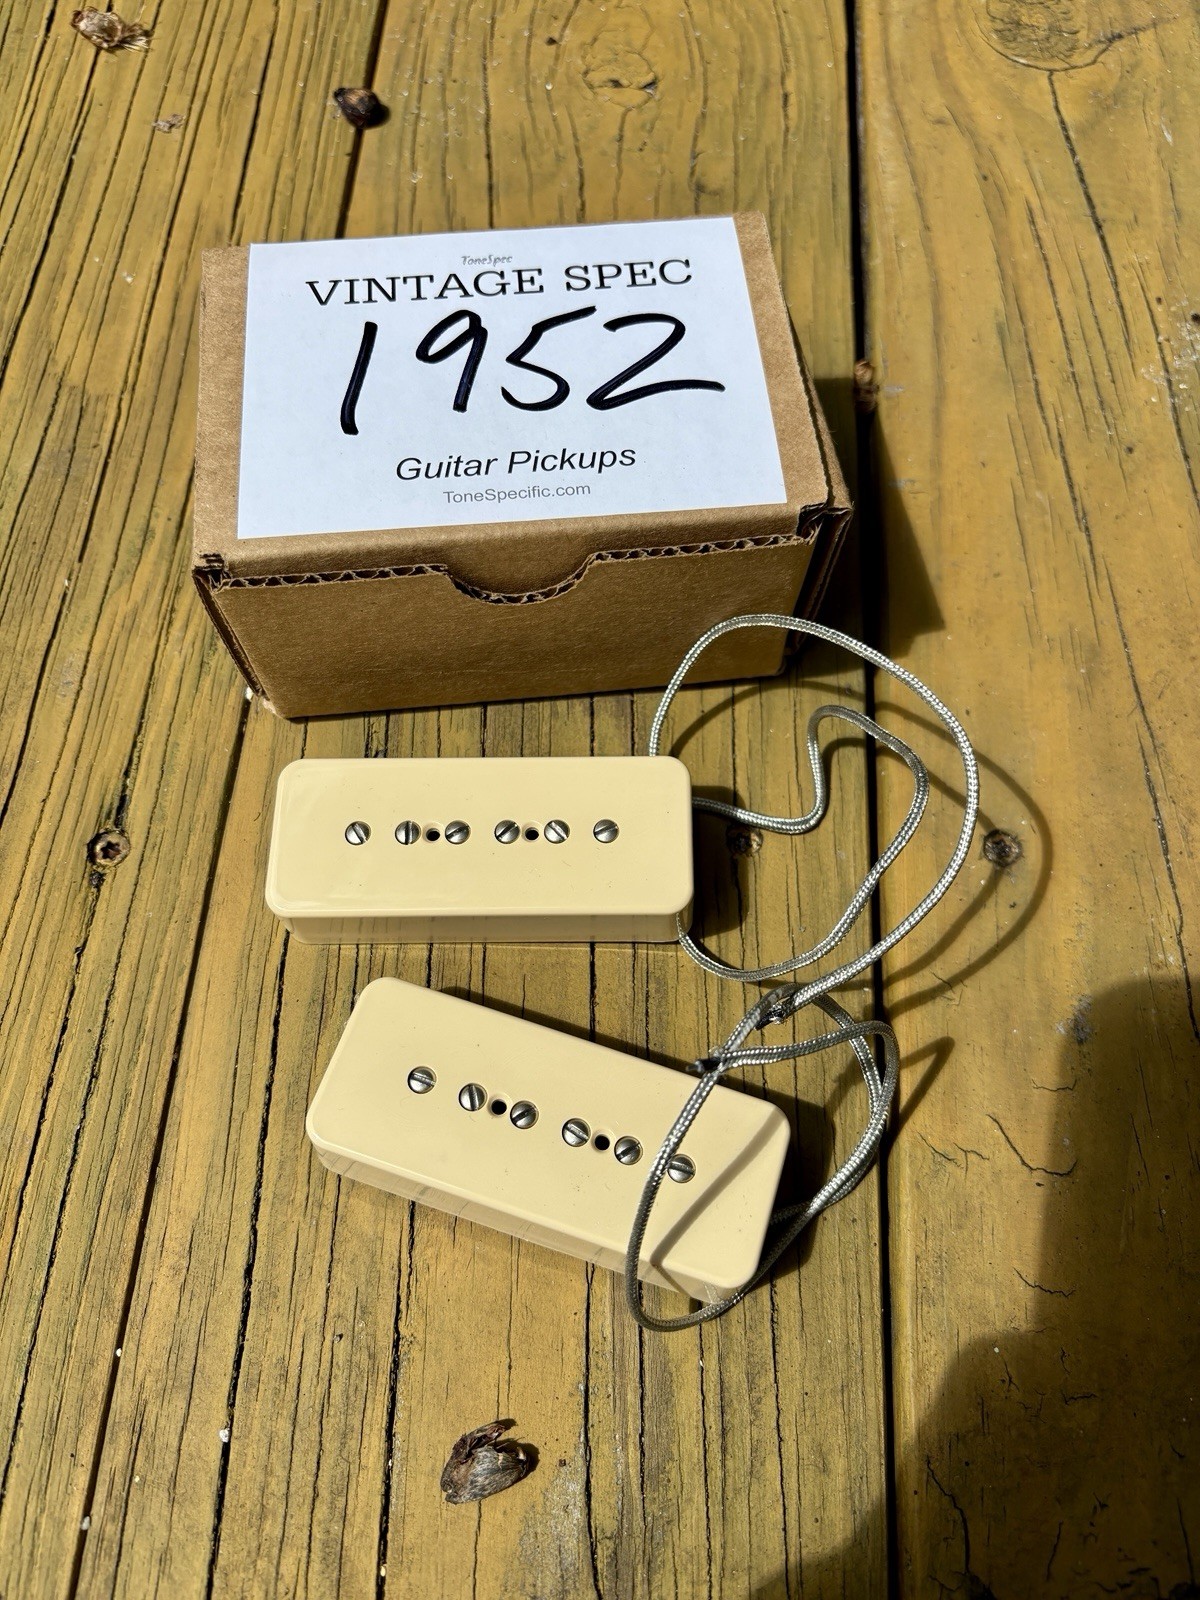 ToneSpec
VINTAGE SPEC
1952
Guitar Pickups
ToneSpecific.com